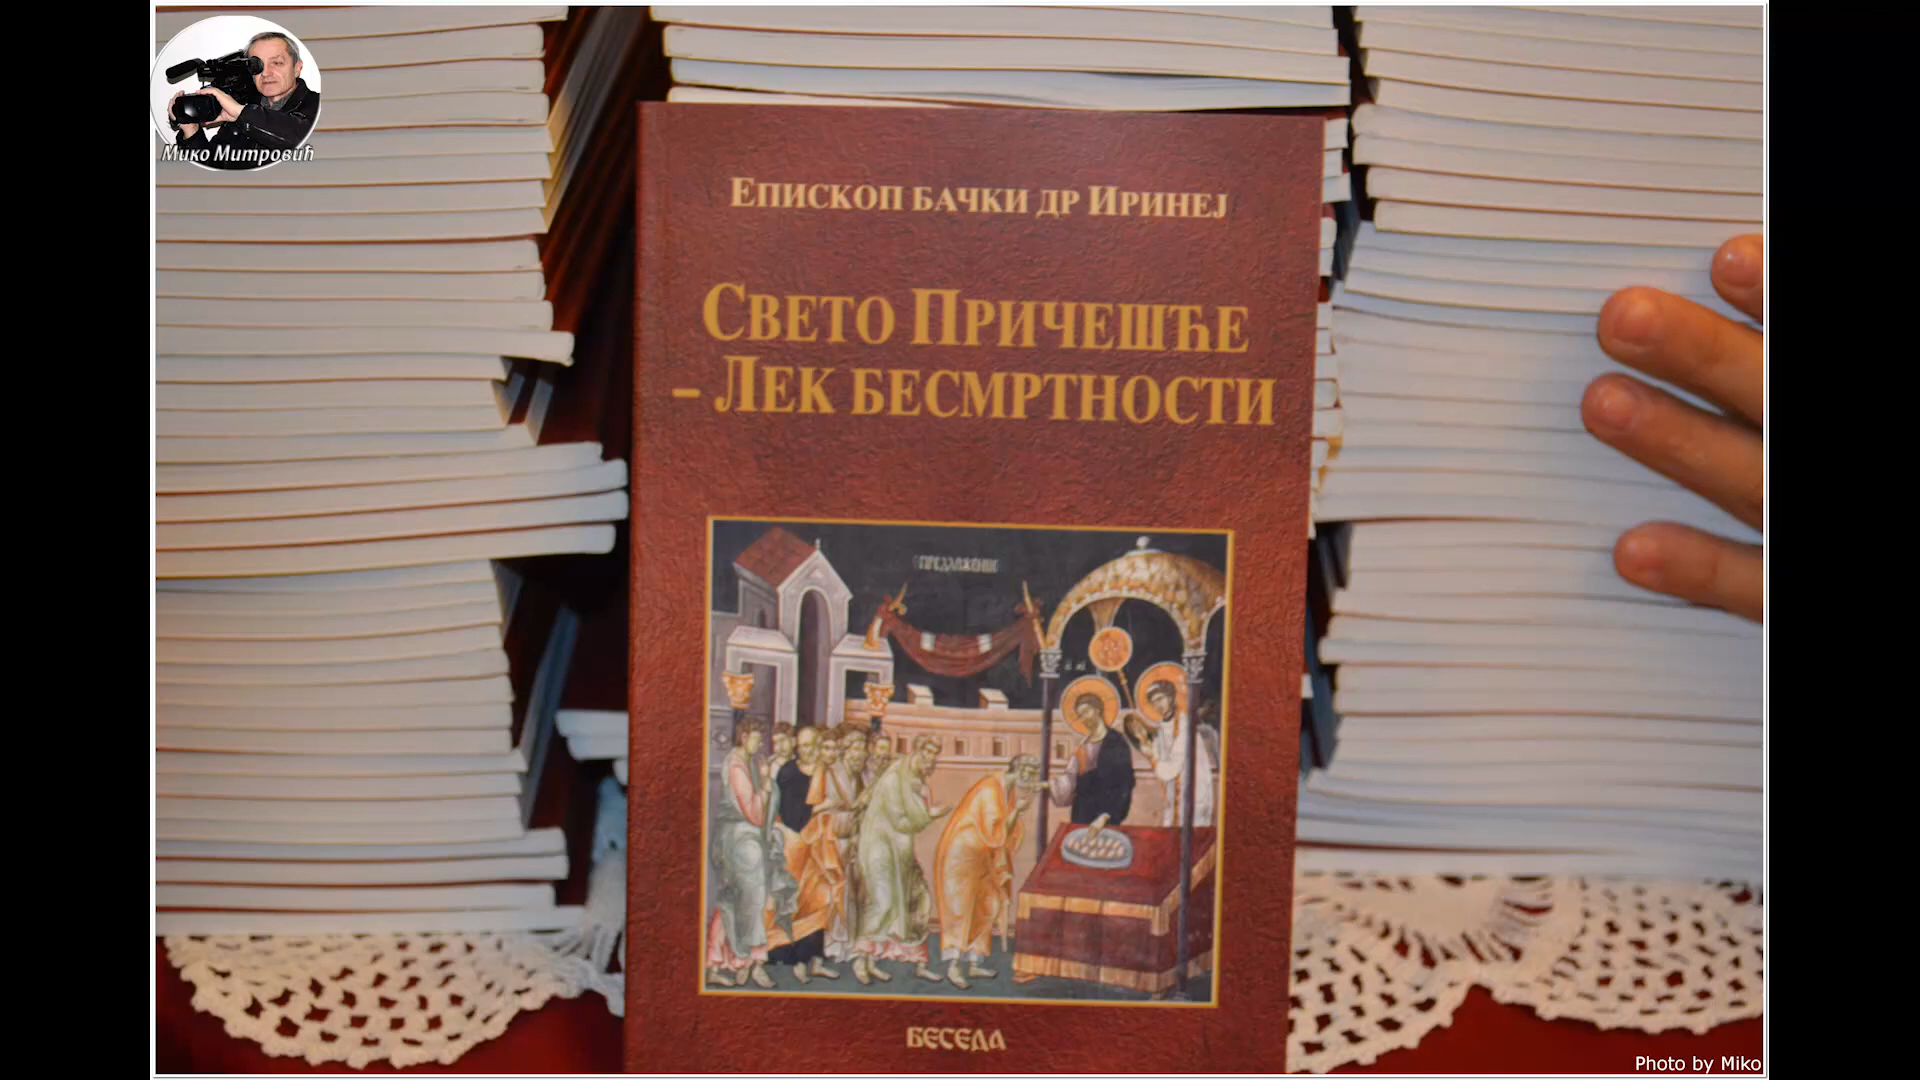 Мико Митровић
Епископ бачки др Иринеј
Свето Причешће
– Лек бесмртности
БЕСЕДА
Photo by Miko